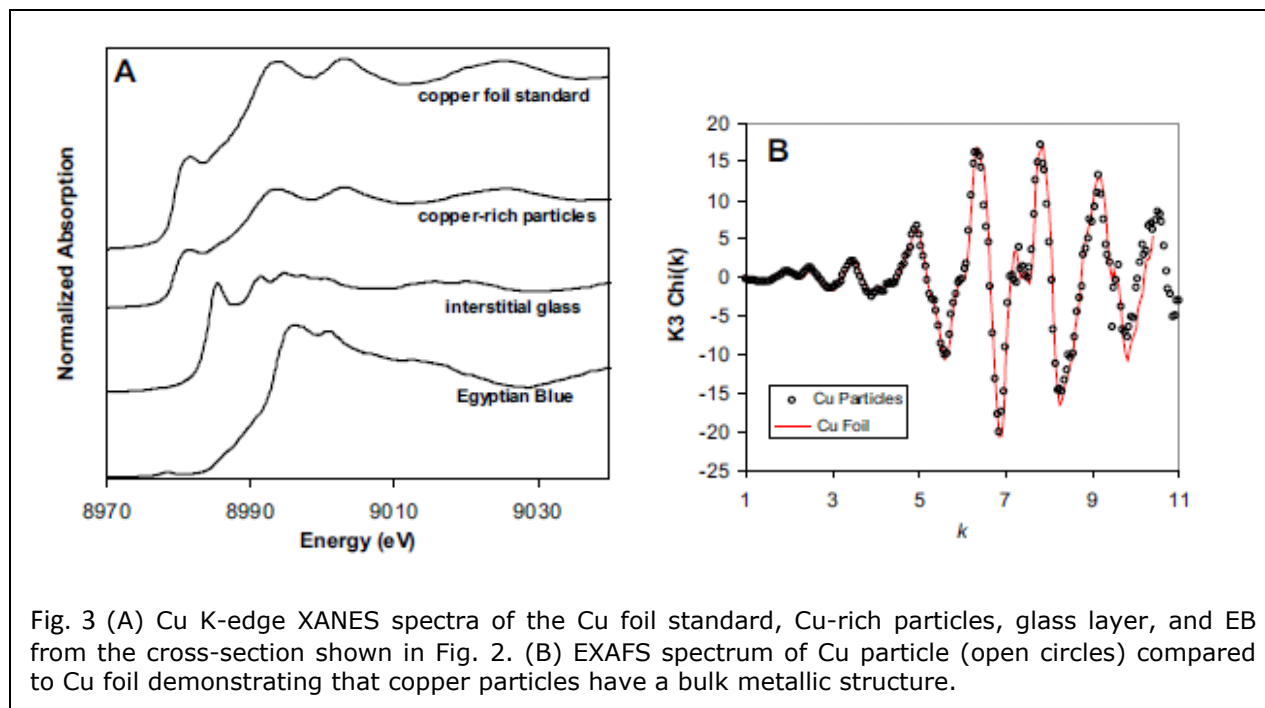 A
copper foil standard
copper-rich particles
interstitial glass
Egyptian Blue
Normalized Absorption
8970 8990 9010 9030
Energy (eV)
B
20
15
10
5
0
-5
-10
-15
-20
-25
K3 Chi(k)
Cu Particles
Cu Foil
1 3 5 7 9 11
k
Fig. 3 (A) Cu K-edge XANES spectra of the Cu foil standard, Cu-rich particles, glass layer, and EB
from the cross-section shown in Fig. 2. (B) EXAFS spectrum of Cu particle (open circles) compared
to Cu foil demonstrating that copper particles have a bulk metallic structure.